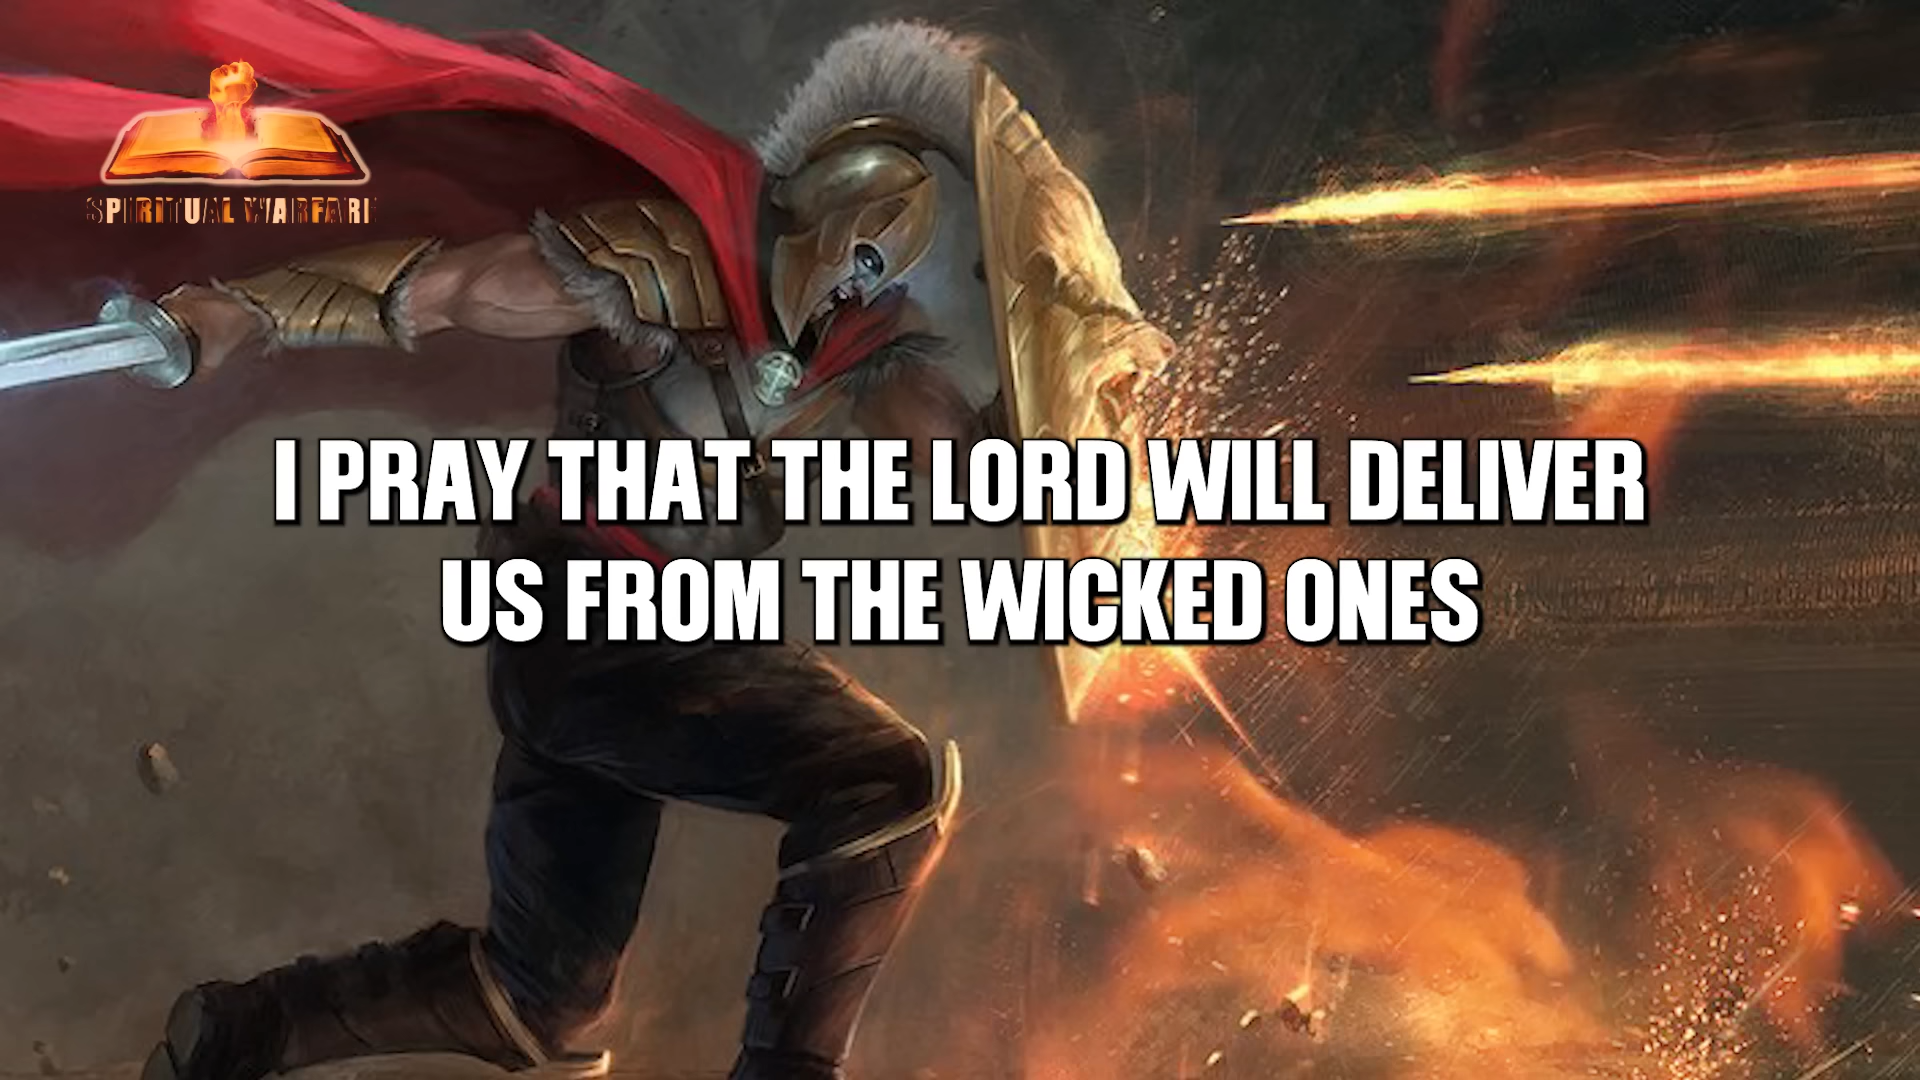 SPIRITUAL WARFARE
I PRAY THAT THE LORD WILL DELIVER
US FROM THE WICKED ONES